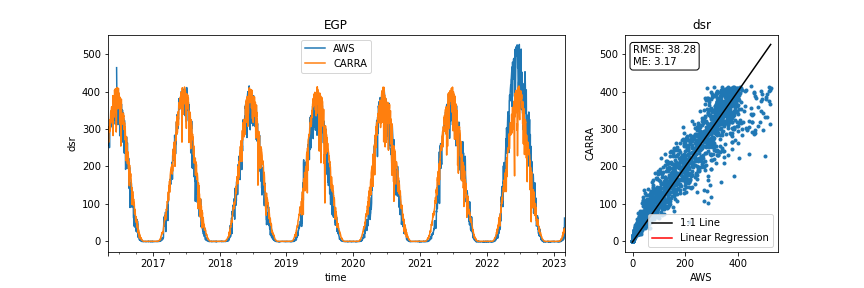 EGP
dsr
500
400
300
200
100
0
dsr
AWS
CARRA
2017
2018
2019
2020
2021
2022
2023
time
dsr
RMSE: 38.28
ME: 3.17
500
400
300
200
100
0
CARRA
1:1 Line
Linear Regression
0
200
400
AWS